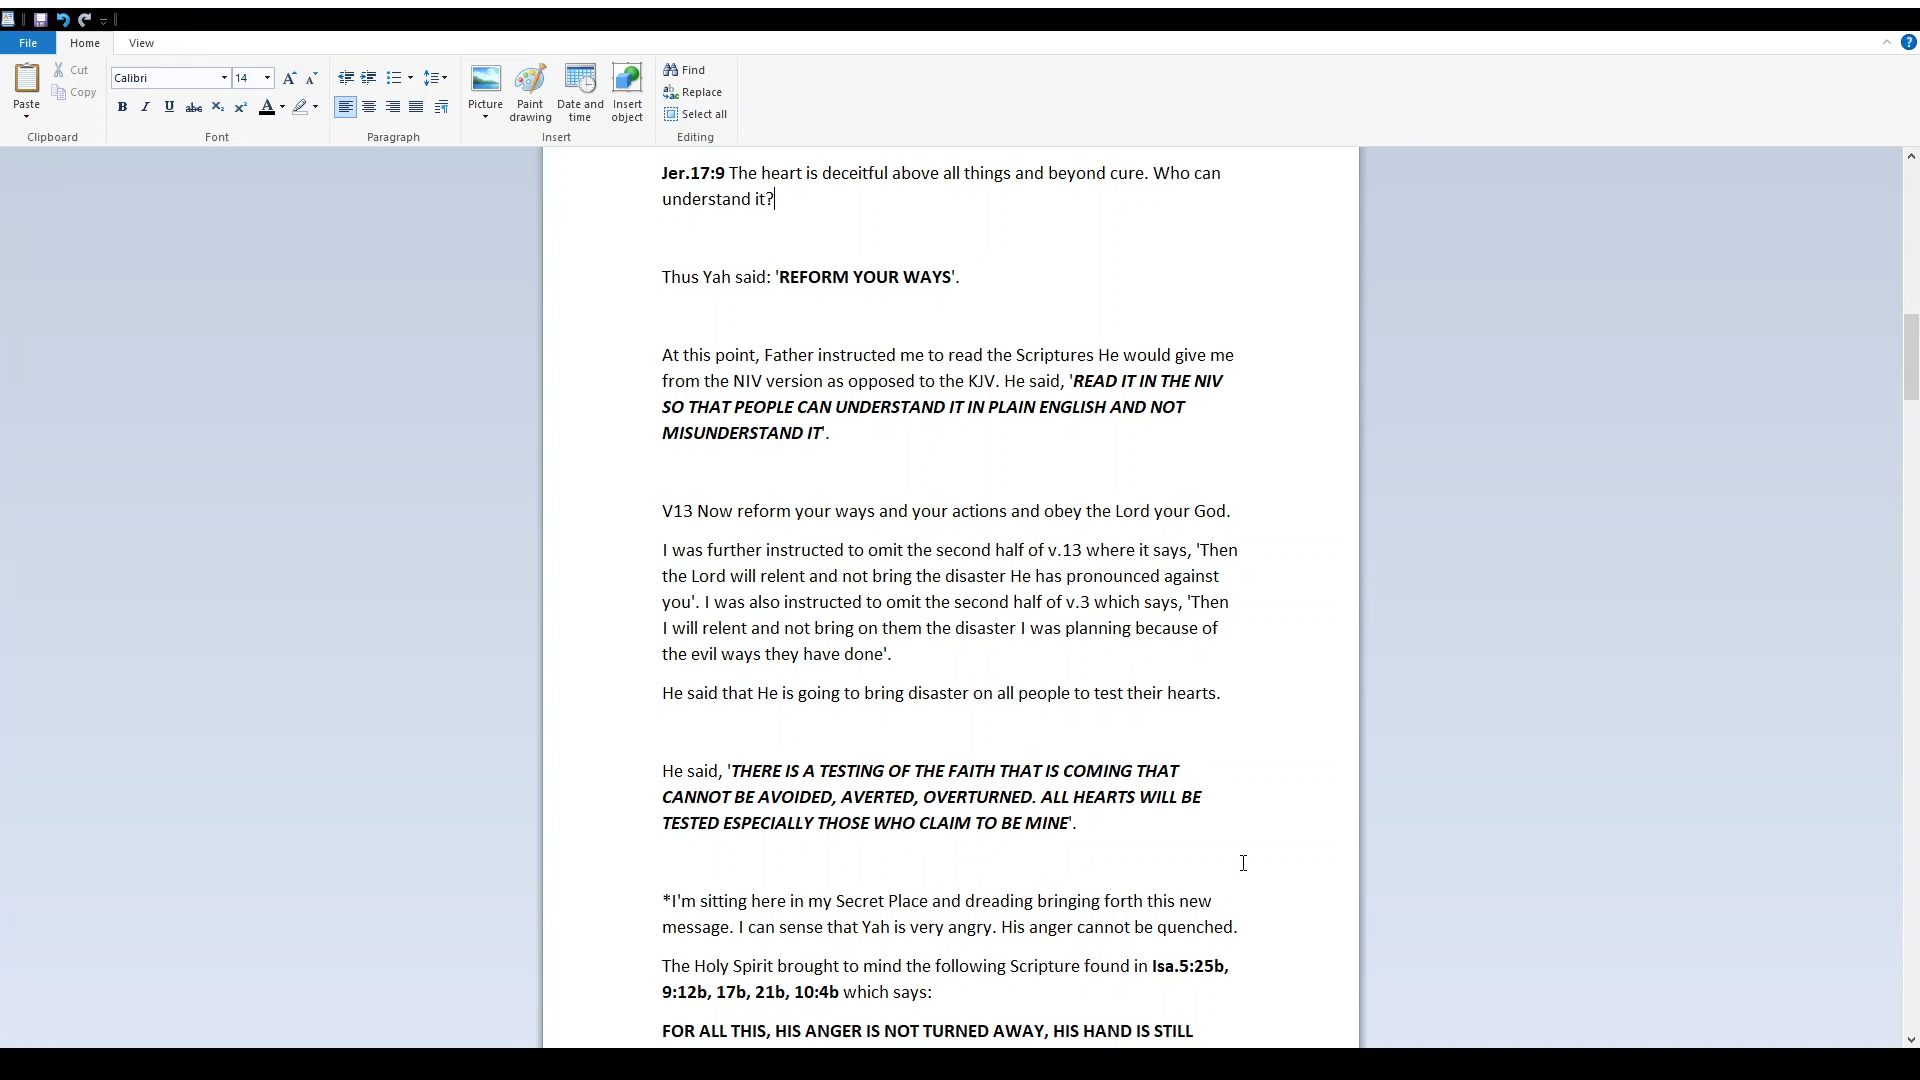 File
Home
View
Paste
Cut
Copy
Clipboard
Calibri
14
Font
Paragraph
Picture
Paint drawing
Date and time
Insert object
Insert
Find
Replace
Select all
Editing
Jer.17:9 The heart is deceitful above all things and beyond cure. Who can
understand it?
Thus Yah said: 'REFORM YOUR WAYS'.
At this point, Father instructed me to read the Scriptures He would give me
from the NIV version as opposed to the KJV. He said, 'READ IT IN THE NIV
SO THAT PEOPLE CAN UNDERSTAND IT IN PLAIN ENGLISH AND NOT
MISUNDERSTAND IT'.
V13 Now reform your ways and your actions and obey the Lord your God.
I was further instructed to omit the second half of v.13 where it says, 'Then
the Lord will relent and not bring the disaster He has pronounced against
you'. I was also instructed to omit the second half of v.3 which says, 'Then
I will relent and not bring on them the disaster I was planning because of
the evil ways they have done'.
He said that He is going to bring disaster on all people to test their hearts.
He said, 'THERE IS A TESTING OF THE FAITH THAT IS COMING THAT
CANNOT BE AVOIDED, AVERTED, OVERTURNED. ALL HEARTS WILL BE
TESTED ESPECIALLY THOSE WHO CLAIM TO BE MINE'.
*I'm sitting here in my Secret Place and dreading bringing forth this new
message. I can sense that Yah is very angry. His anger cannot be quenched.
The Holy Spirit brought to mind the following Scripture found in Isa.5:25b,
9:12b, 17b, 21b, 10:4b which says:
FOR ALL THIS, HIS ANGER IS NOT TURNED AWAY, HIS HAND IS STILL